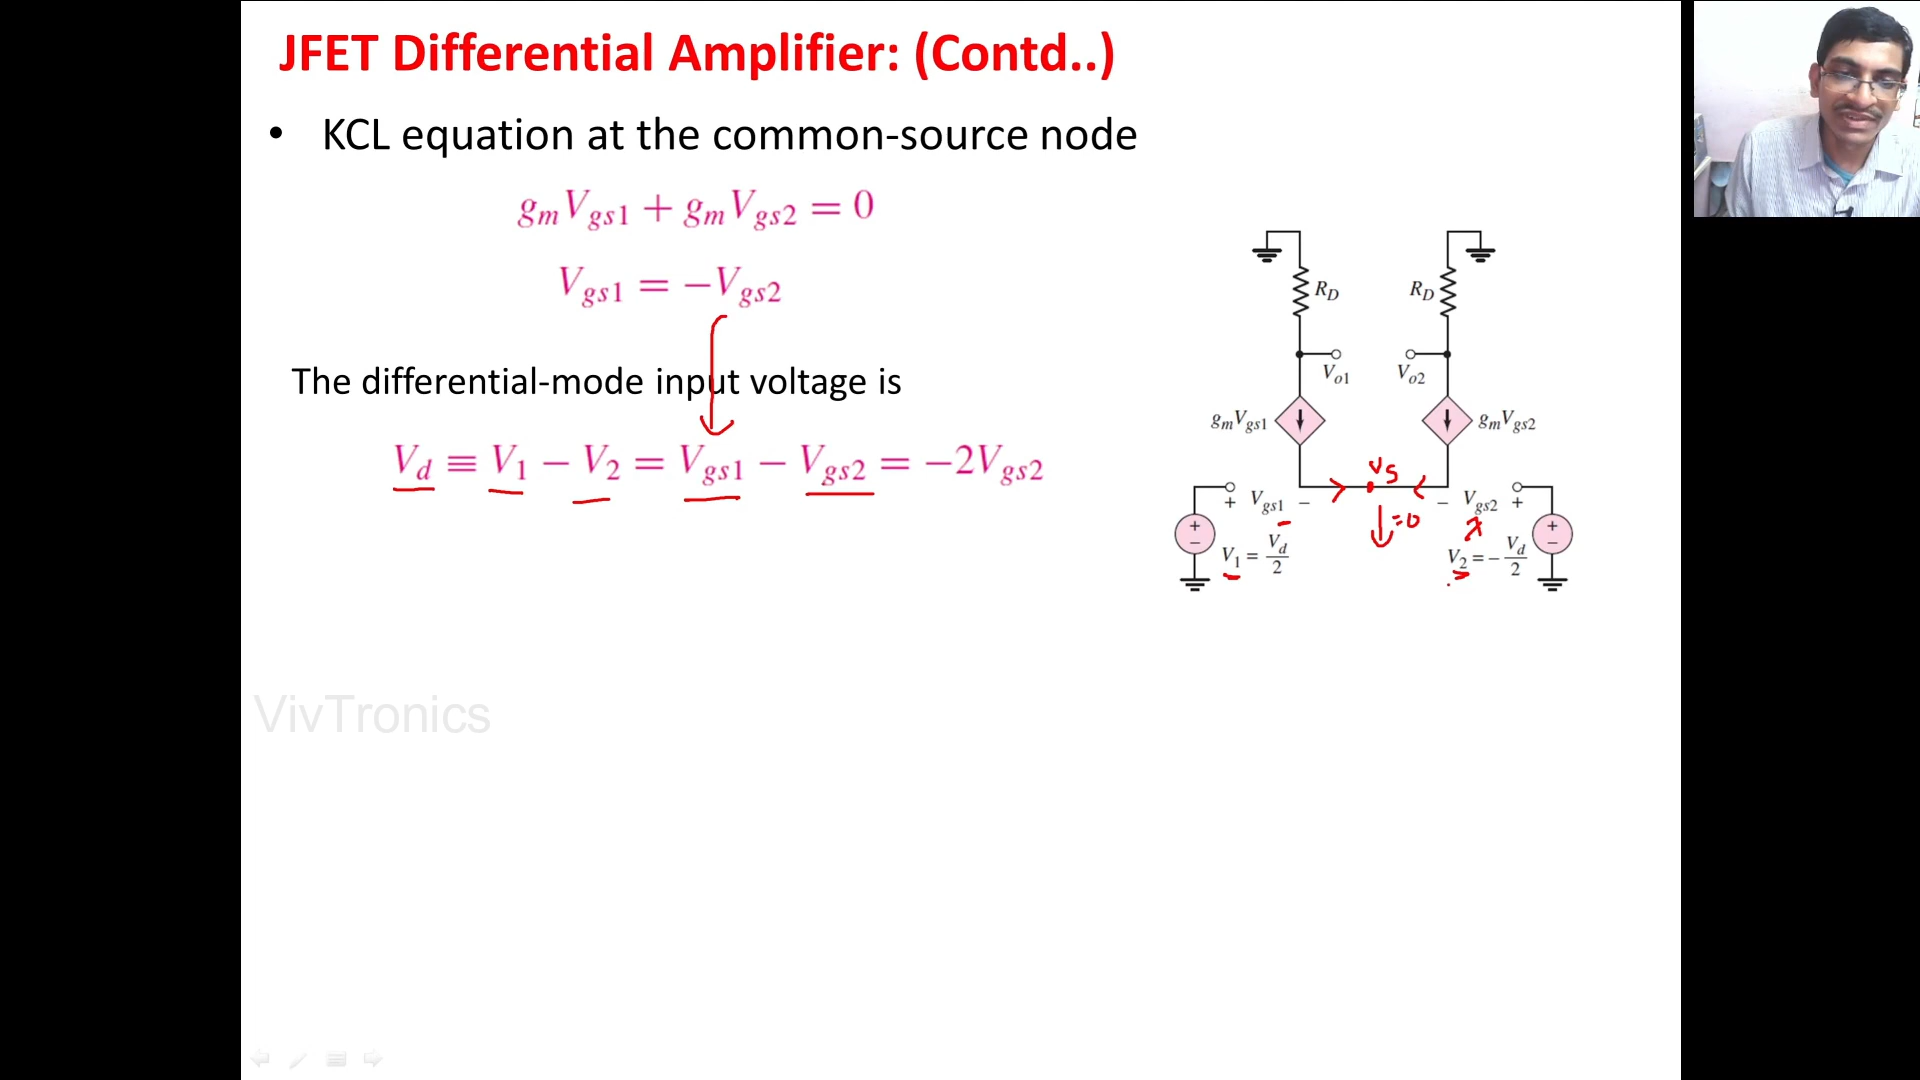 JFET Differential Amplifier: (Contd..)
• KCL equation at the common-source node
gmVgs1 + gmVgs2 = 0
Vgs1 = −Vgs2
The differential-mode input voltage is
Vd ≡ V1 − V2 = Vgs1 − Vgs2 = −2Vgs2
RD RD
Vo1 Vo2
gmVgs1 gmVgs2
Vs
+ Vgs1 − − Vgs2 +
=0
V1 = Vd/2
V2 = −Vd/2
VivTronics